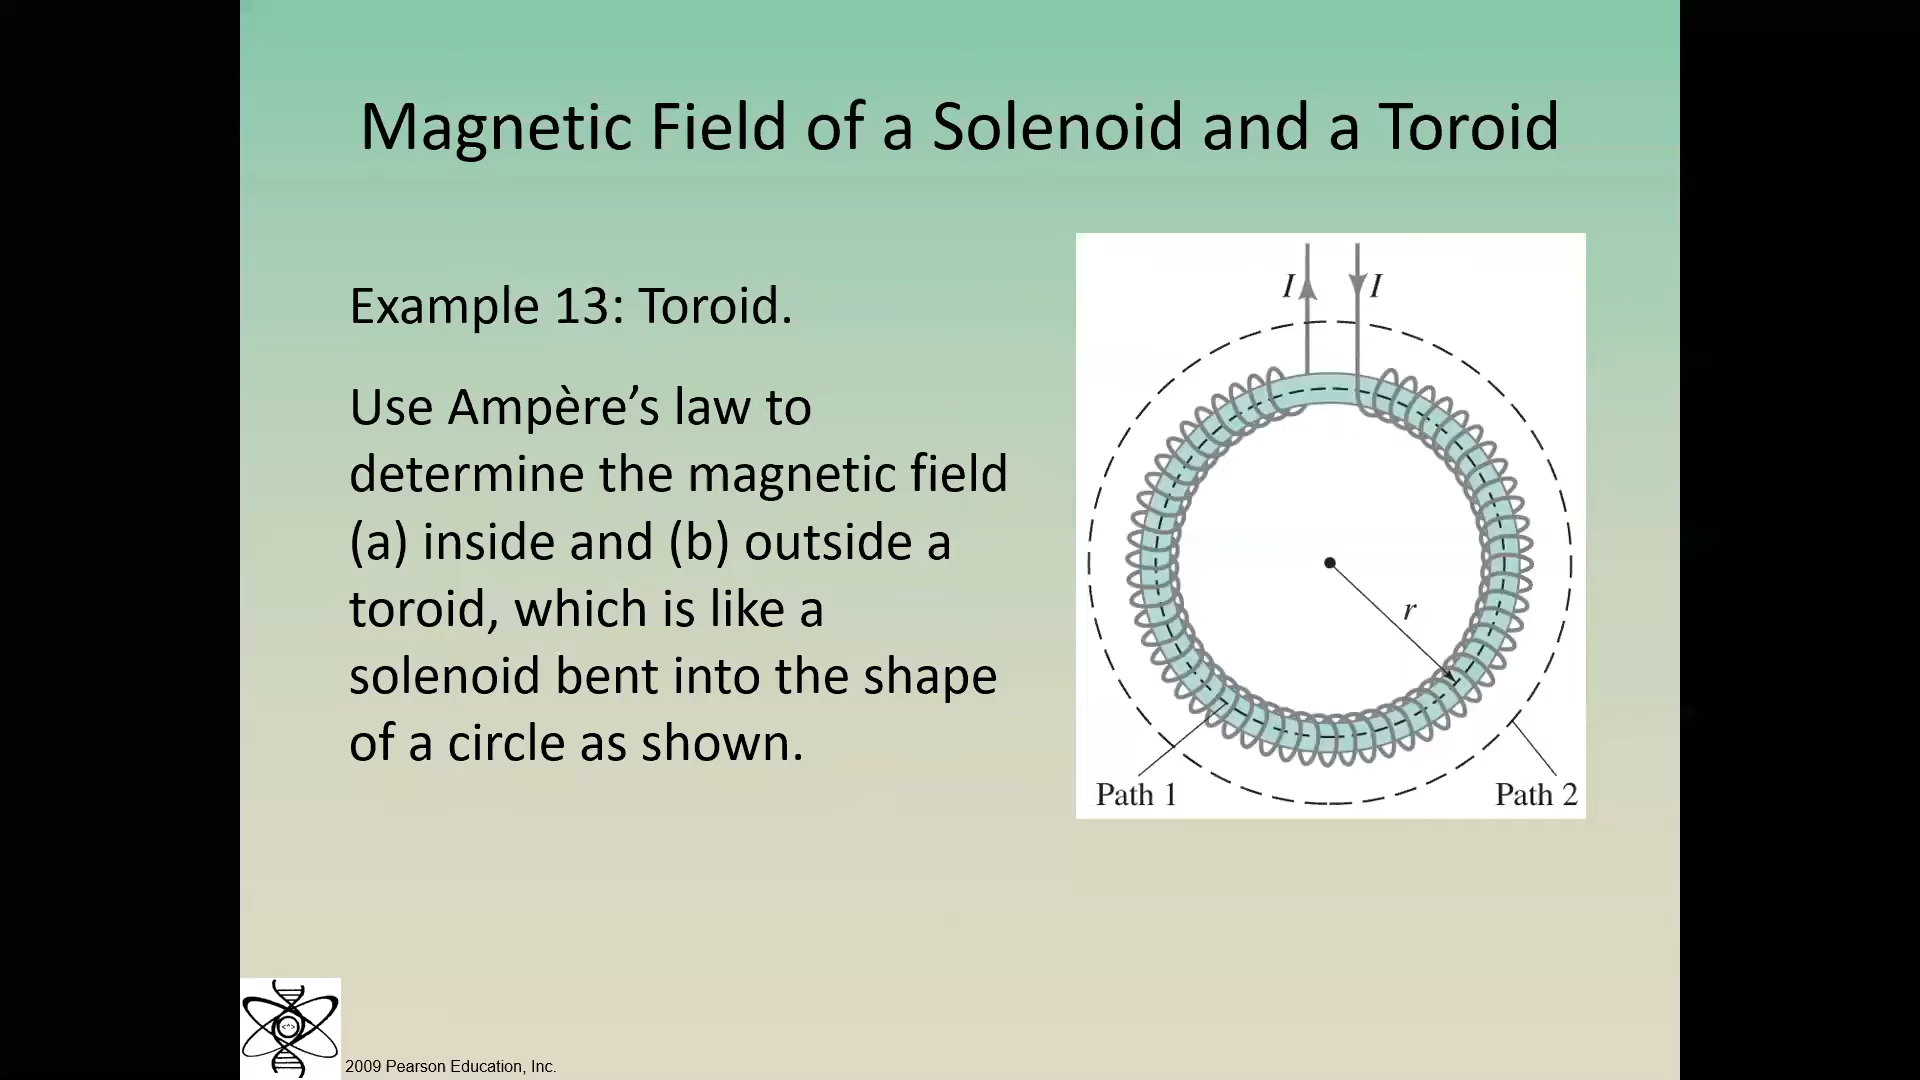 Magnetic Field of a Solenoid and a Toroid
Example 13: Toroid.
Use Ampère’s law to
determine the magnetic field
(a) inside and (b) outside a
toroid, which is like a
solenoid bent into the shape
of a circle as shown.
I I
r
Path 1 Path 2
2009 Pearson Education, Inc.